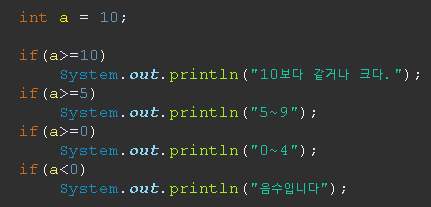 int a = 10;
if(a>=10)
System.out.println("10보다 같거나 크다.");
if(a>=5)
System.out.println("5~9");
if(a>=0)
System.out.println("0~4");
if(a<0)
System.out.println("음수입니다");